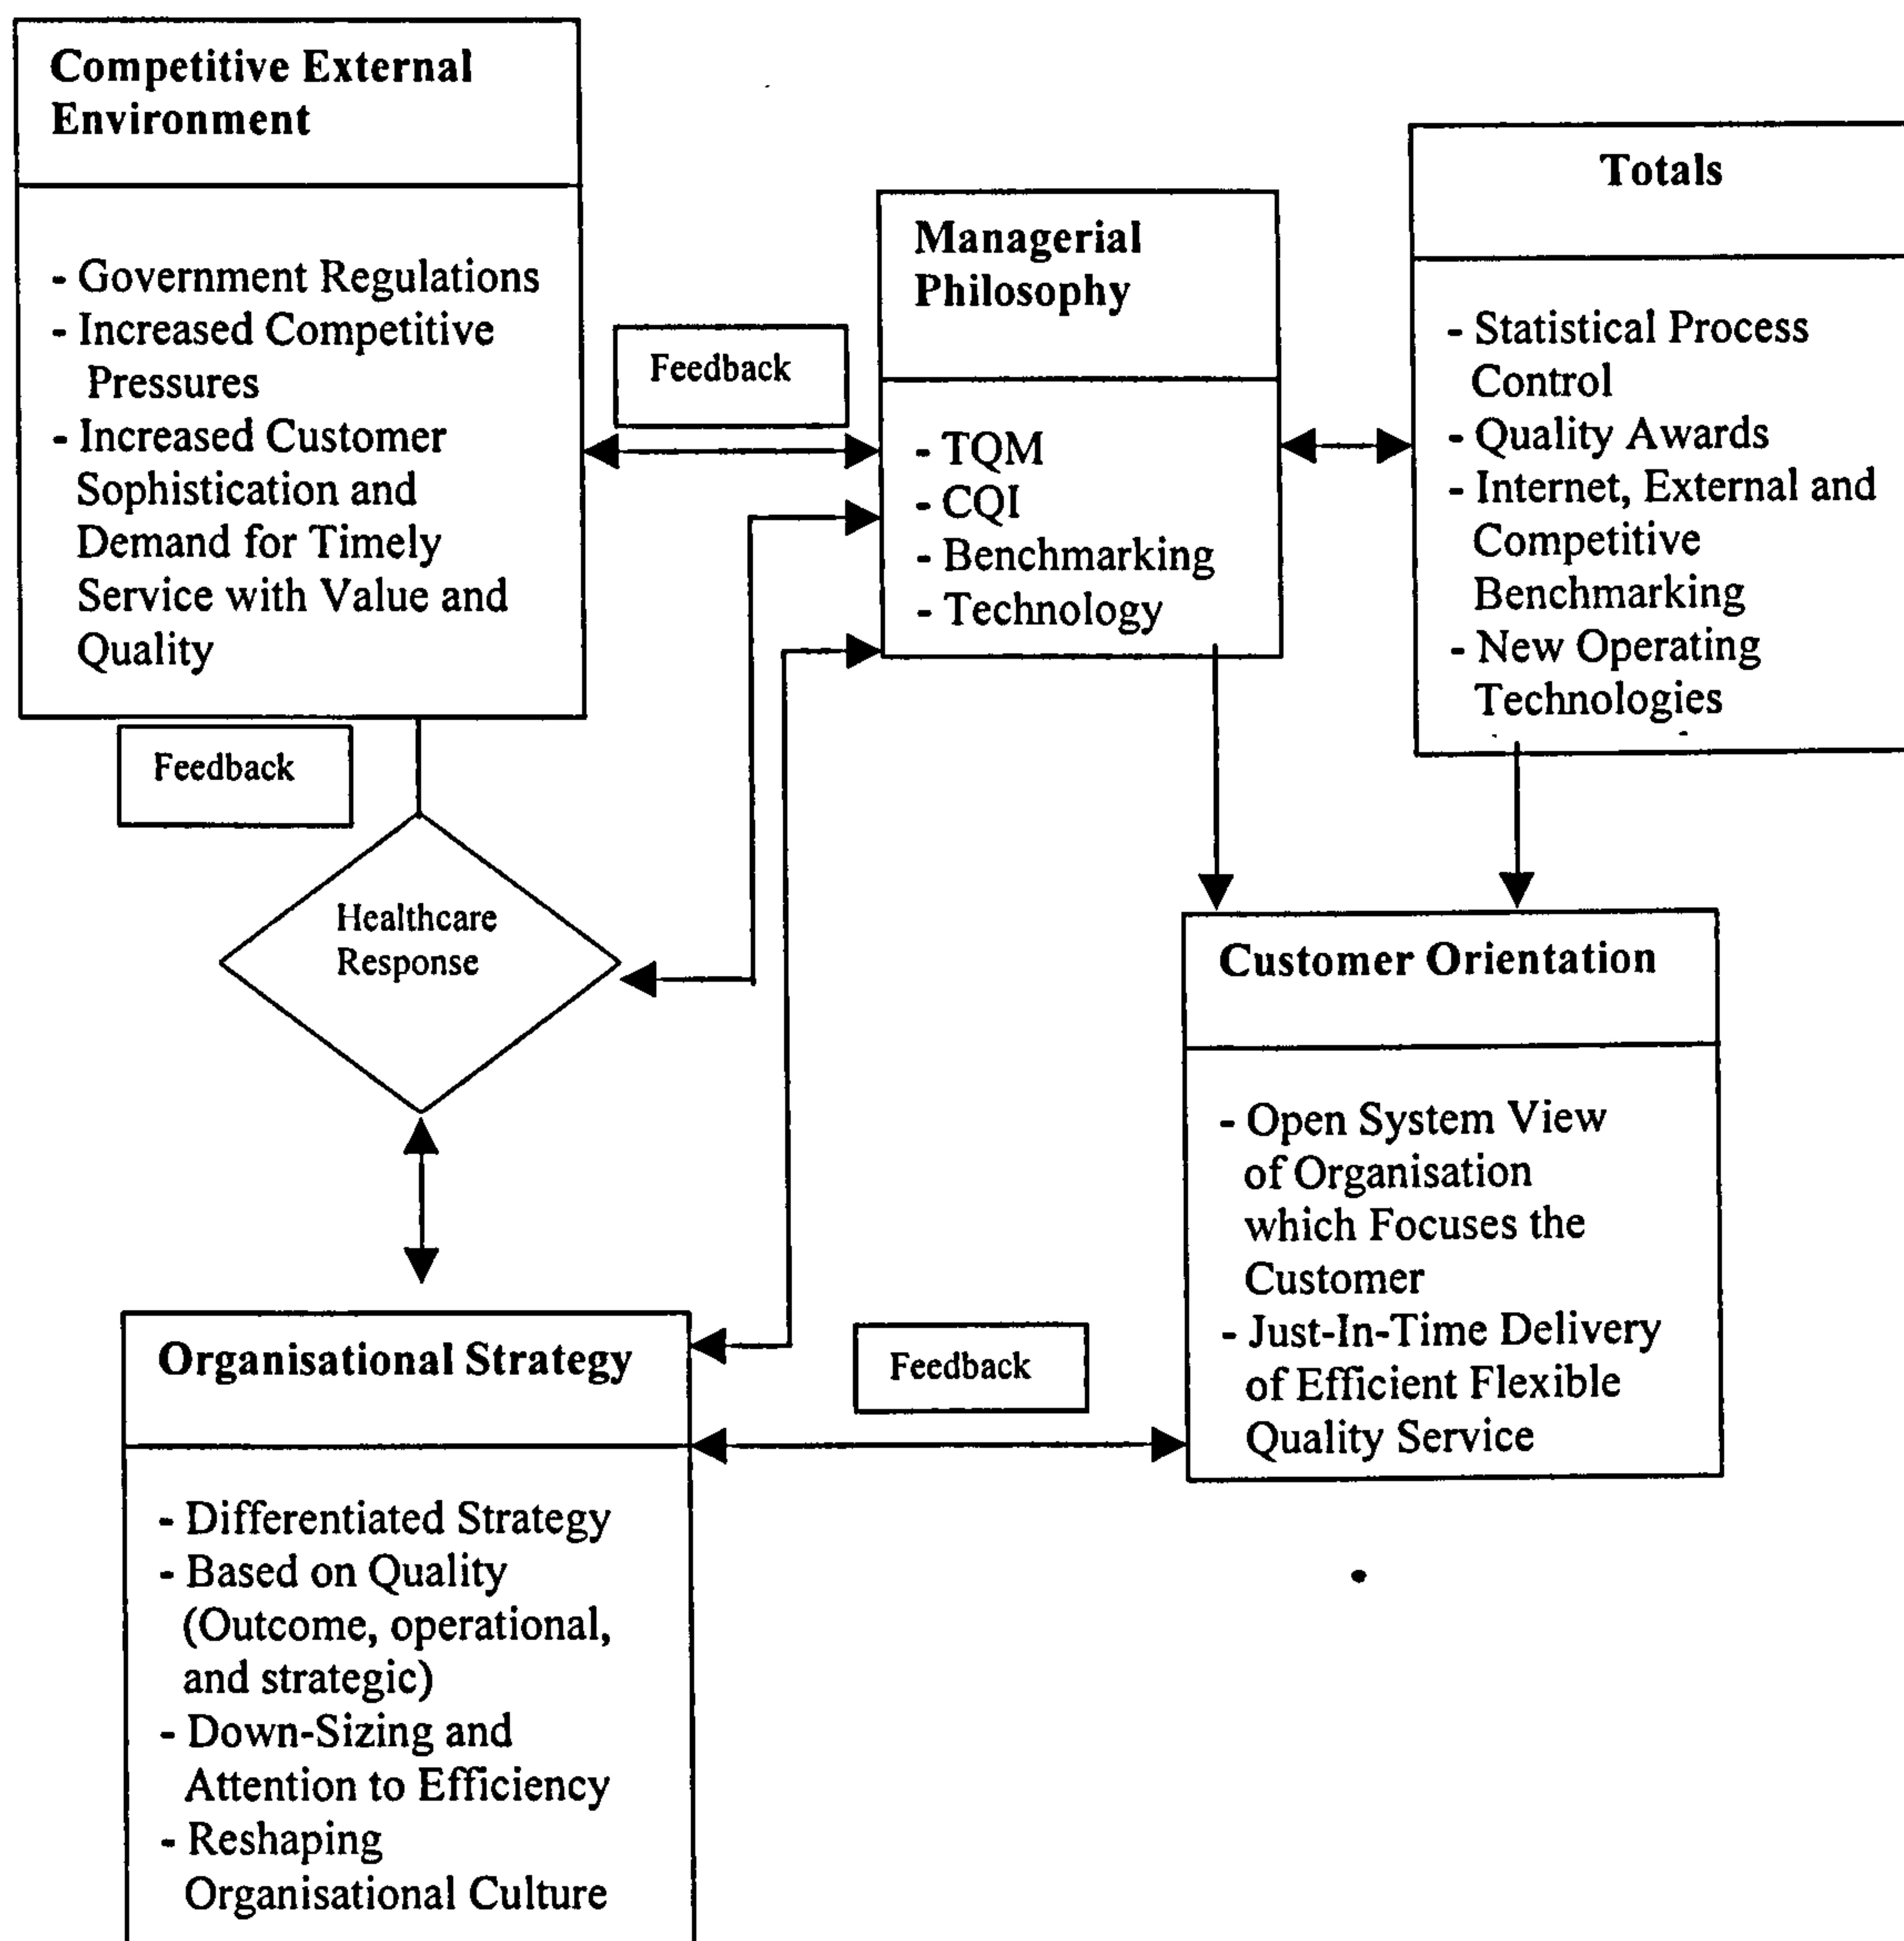 Competitive External
Environment
- Government Regulations
- Increased Competitive
Pressures
- Increased Customer
Sophistication and
Demand for Timely
Service with Value and
Quality
Feedback
Managerial
Philosophy
- TQM
- CQI
- Benchmarking
- Technology
Totals
- Statistical Process
Control
- Quality Awards
- Internet, External and
Competitive
Benchmarking
- New Operating
Technologies
Feedback
Healthcare
Response
Customer Orientation
- Open System View
of Organisation
which Focuses the
Customer
- Just-In-Time Delivery
of Efficient Flexible
Quality Service
Feedback
Organisational Strategy
- Differentiated Strategy
- Based on Quality
(Outcome, operational,
and strategic)
- Down-Sizing and
Attention to Efficiency
- Reshaping
Organisational Culture